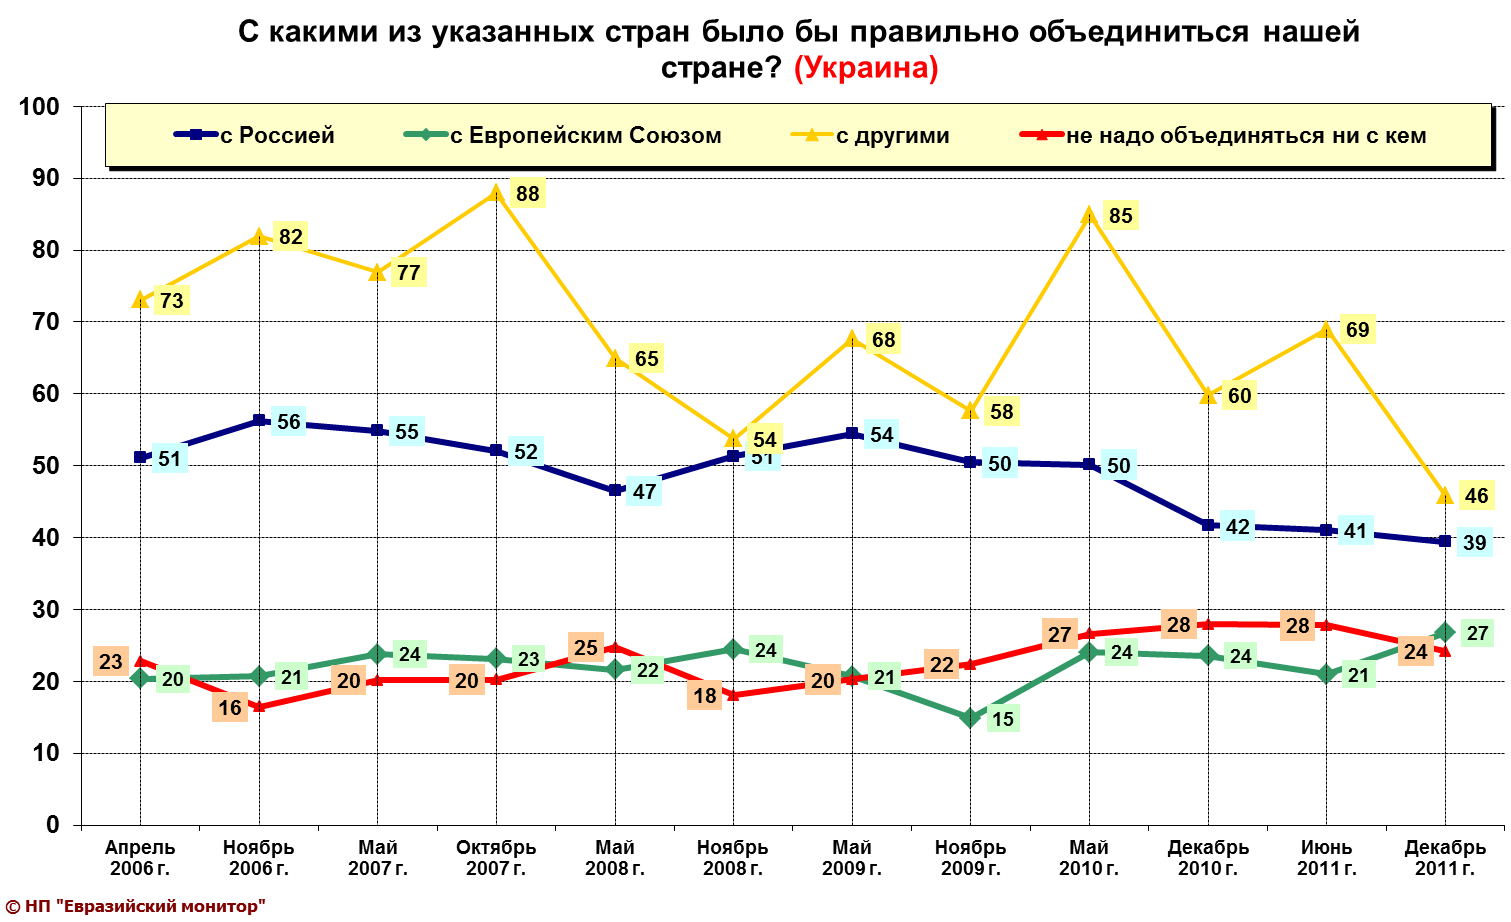 С какими из указанных стран было бы правильно объединиться нашей
стране? (Украина)
с Россией с Европейским Союзом с другими не надо объединяться ни с кем
100
90
80
70
60
50
40
30
20
10
0
73 82 77 88 65 54 68 58 85 60 69 46
51 56 55 52 47 51 54 50 50 42 41 39
20 21 24 23 22 24 21 15 24 24 21 27
23 16 20 20 25 18 20 22 27 28 28 24
Апрель 2006 г.
Ноябрь 2006 г.
Май 2007 г.
Октябрь 2007 г.
Май 2008 г.
Ноябрь 2008 г.
Май 2009 г.
Ноябрь 2009 г.
Май 2010 г.
Декабрь 2010 г.
Июнь 2011 г.
Декабрь 2011 г.
© НП "Евразийский монитор"